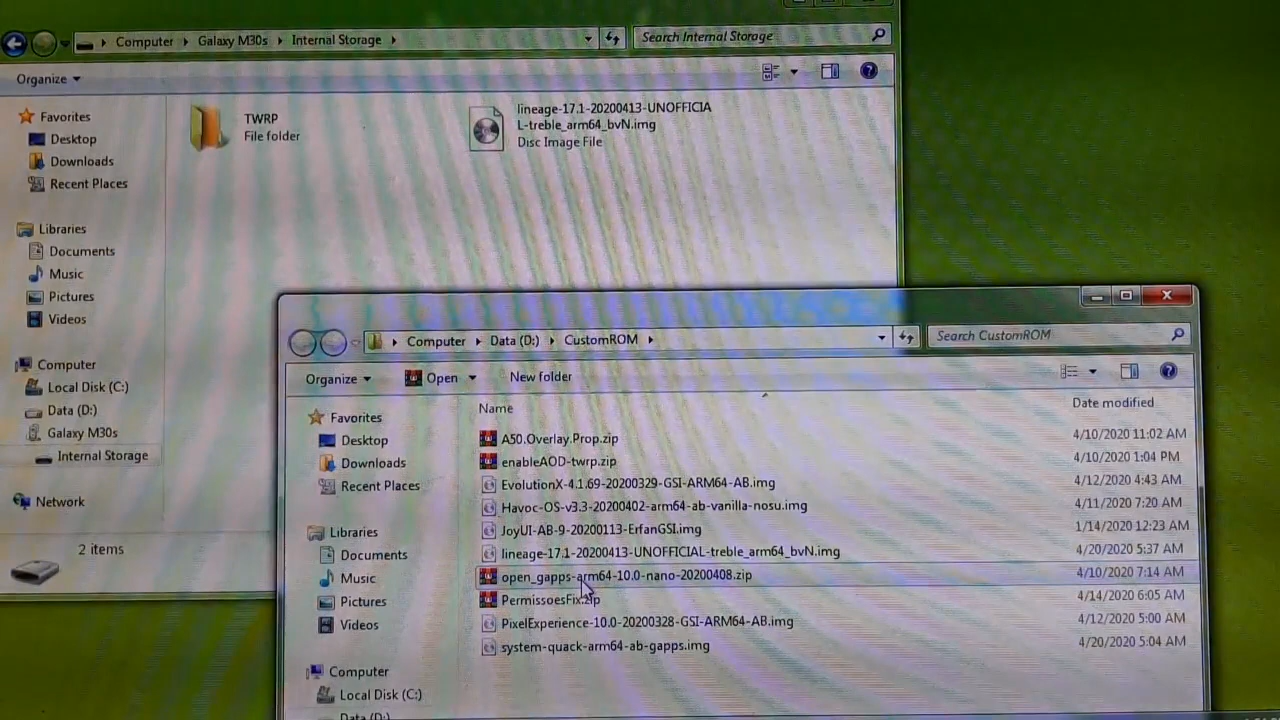 Computer Galaxy M30s Internal Storage
Search Internal Storage
Organize
Favorites
Desktop
Downloads
Recent Places
Libraries
Documents
Music
Pictures
Videos
Computer
Local Disk (C:)
Data (D:)
Galaxy M30s
Internal Storage
Network
2 items
TWRP
File folder
lineage-17.1-20200413-UNOFFICIA
L-treble_arm64_bvN.img
Disc Image File
Computer Data (D:) CustomROM
Search CustomROM
Organize Open New folder
Favorites
Desktop
Downloads
Recent Places
Libraries
Documents
Music
Pictures
Videos
Computer
Local Disk (C:)
Data (D:)
Name Date modified
A50.Overlay.Prop.zip 4/10/2020 11:02 AM
enableAOD-twrp.zip 4/10/2020 1:04 PM
EvolutionX-4.1.69-20200329-GSI-ARM64-AB.img 4/12/2020 4:43 AM
Havoc-OS-v3.3-20200402-arm64-ab-vanilla-nosu.img 4/11/2020 7:20 AM
JoyUI-AB-9-20200113-ErfanGSI.img 1/14/2020 12:23 AM
lineage-17.1-20200413-UNOFFICIAL-treble_arm64_bvN.img 4/20/2020 5:37 AM
open_gapps-arm64-10.0-nano-20200408.zip 4/10/2020 7:14 AM
PermissoesFix.zip 4/14/2020 6:05 AM
PixelExperience-10.0-20200328-GSI-ARM64-AB.img 4/12/2020 5:00 AM
system-quack-arm64-ab-gapps.img 4/20/2020 5:04 AM